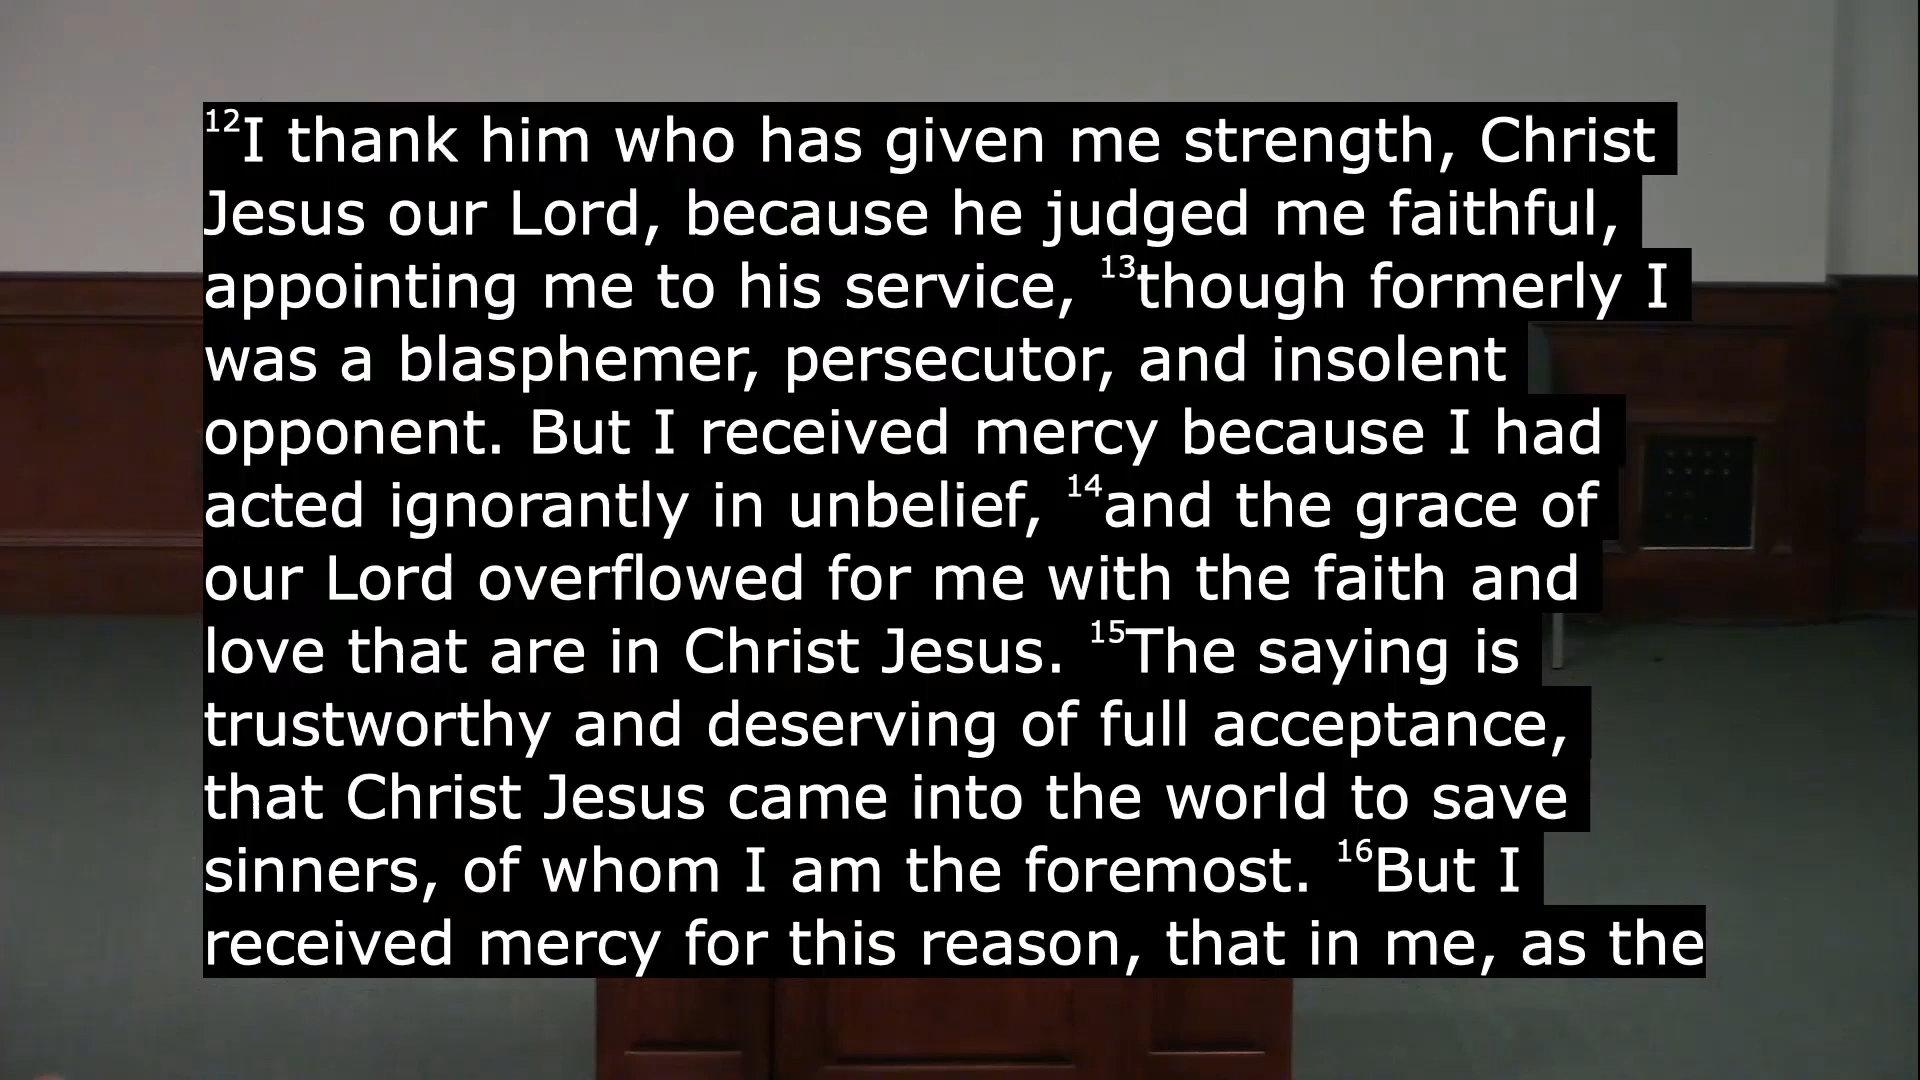 12I thank him who has given me strength, Christ
Jesus our Lord, because he judged me faithful,
appointing me to his service, 13though formerly I
was a blasphemer, persecutor, and insolent
opponent. But I received mercy because I had
acted ignorantly in unbelief, 14and the grace of
our Lord overflowed for me with the faith and
love that are in Christ Jesus. 15The saying is
trustworthy and deserving of full acceptance,
that Christ Jesus came into the world to save
sinners, of whom I am the foremost. 16But I
received mercy for this reason, that in me, as the